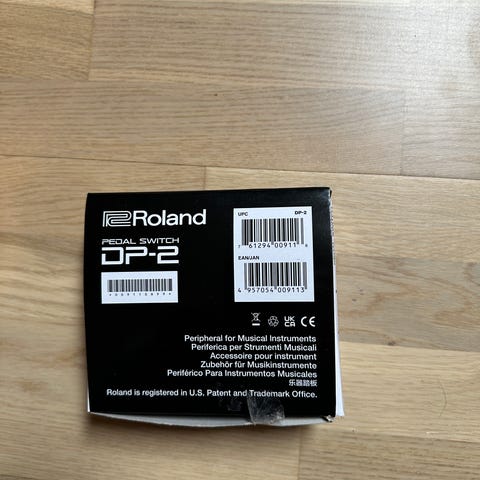 Roland
PEDAL SWITCH
DP-2
UPC DP-2
7 61294 00911 8
EAN/JAN
4 957054 009113
UK
CA
CE
Peripheral for Musical Instruments
Periferica per Strumenti Musicali
Accessoire pour instrument
Zubehör für Musikinstrumente
Periférico Para Instrumentos Musicales
乐器踏板
Roland is registered in U.S. Patent and Trademark Office.